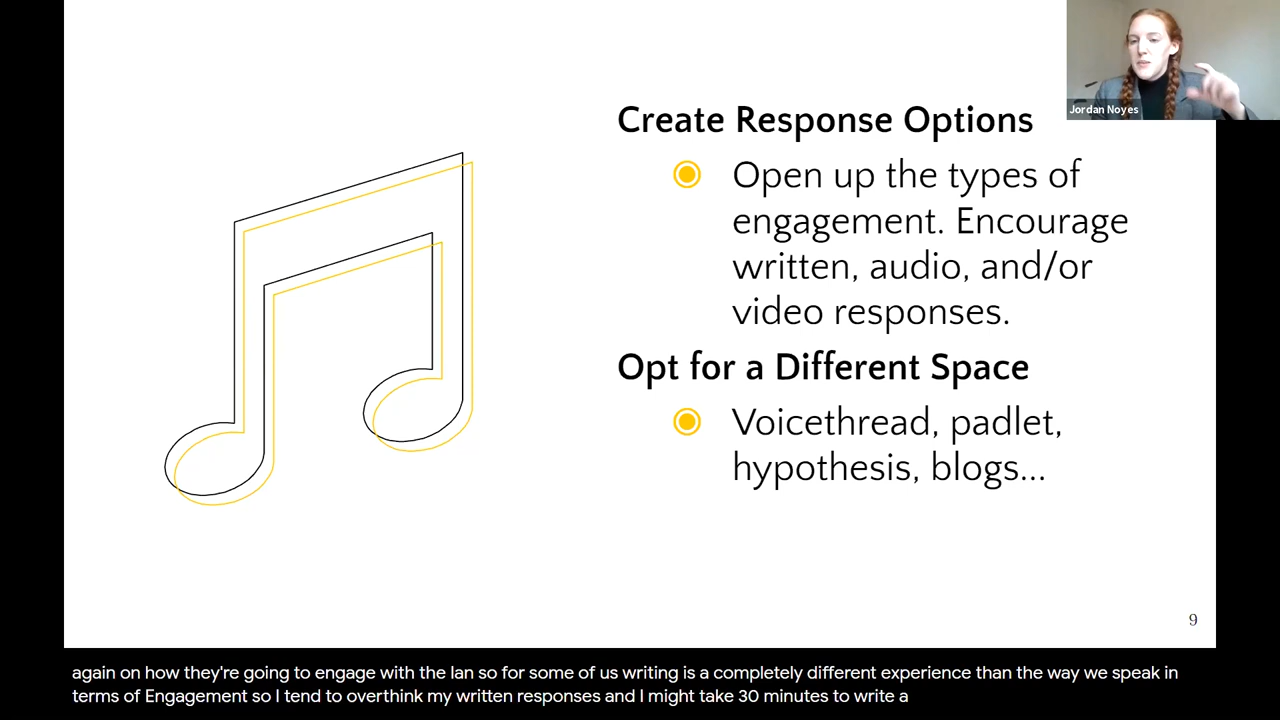 Jordan Noyes
Create Response Options
Open up the types of
engagement. Encourage
written, audio, and/or
video responses.
Opt for a Different Space
Voicethread, padlet,
hypothesis, blogs...
9
again on how they're going to engage with the lan so for some of us writing is a completely different experience than the way we speak in
terms of Engagement so I tend to overthink my written responses and I might take 30 minutes to write a